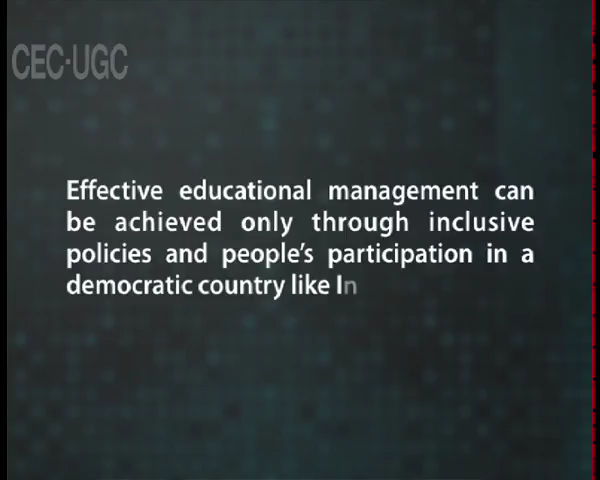 CEC-UGC
Effective educational management can
be achieved only through inclusive
policies and people's participation in a
democratic country like In